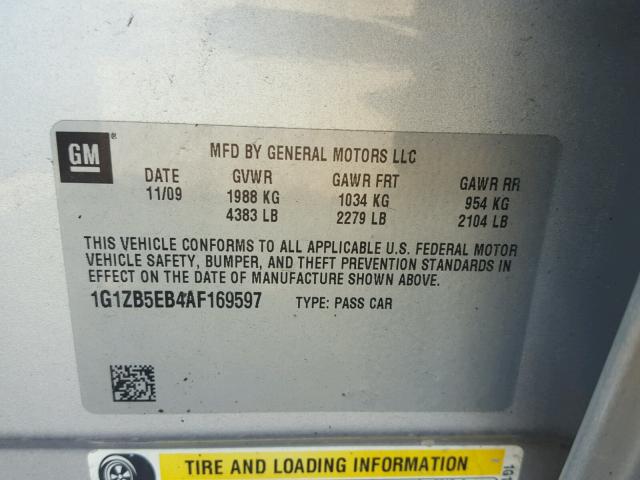 GM®
MFD BY GENERAL MOTORS LLC
DATE GVWR GAWR FRT GAWR RR
11/09 1988 KG 1034 KG 954 KG
4383 LB 2279 LB 2104 LB
THIS VEHICLE CONFORMS TO ALL APPLICABLE U.S. FEDERAL MOTOR
VEHICLE SAFETY, BUMPER, AND THEFT PREVENTION STANDARDS IN
EFFECT ON THE DATE OF MANUFACTURE SHOWN ABOVE.
1G1ZB5EB4AF169597 TYPE: PASS CAR
TIRE AND LOADING INFORMATION
1G1